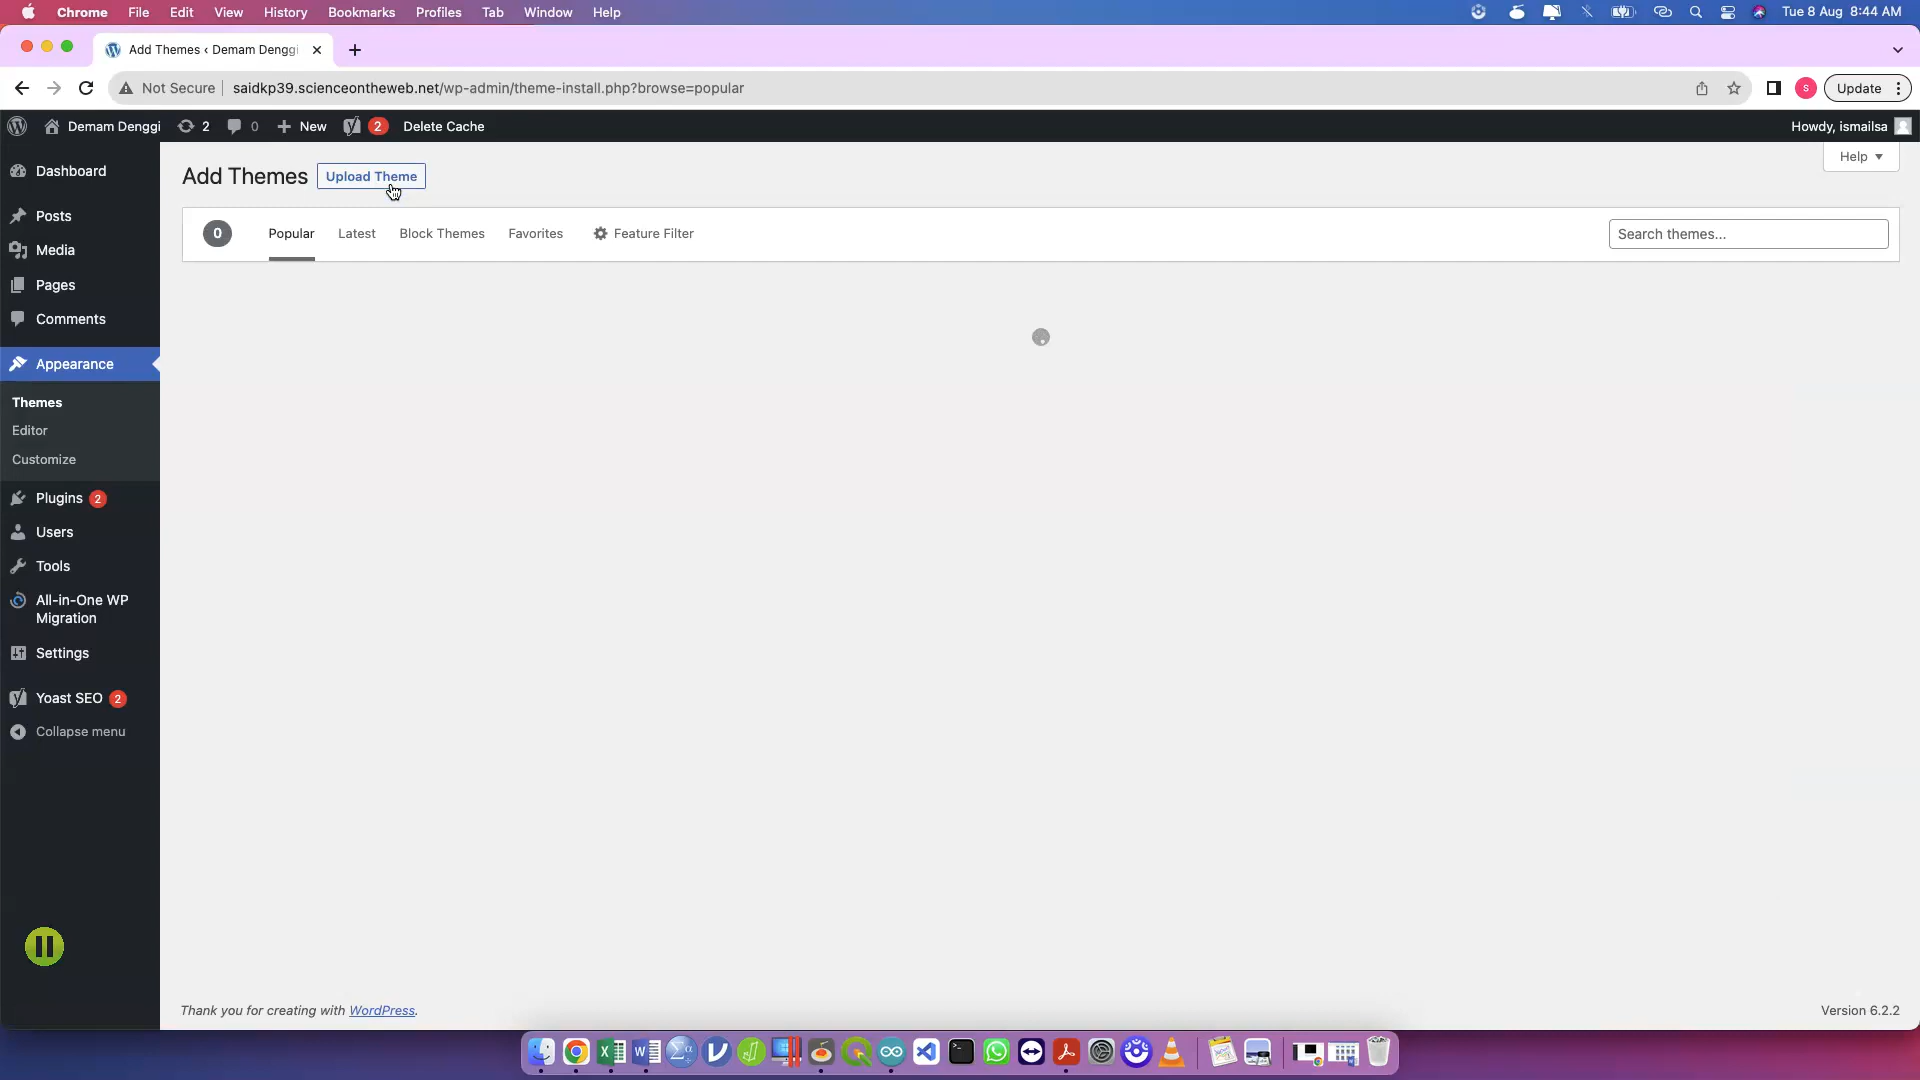 Chrome File Edit View History Bookmarks Profiles Tab Window Help Tue 8 Aug 8:44 AM
Add Themes ‹ Demam Denggi
Not Secure saidkp39.scienceontheweb.net/wp-admin/theme-install.php?browse=popular S Update
Demam Denggi 2 0 New 2 Delete Cache Howdy, ismailsa
Help
Dashboard
Add Themes Upload Theme
Posts
0 Popular Latest Block Themes Favorites Feature Filter Search themes...
Media
Pages
Comments
Appearance
Themes
Editor
Customize
Plugins 2
Users
Tools
All-in-One WP
Migration
Settings
Yoast SEO 2
Collapse menu
Thank you for creating with WordPress. Version 6.2.2